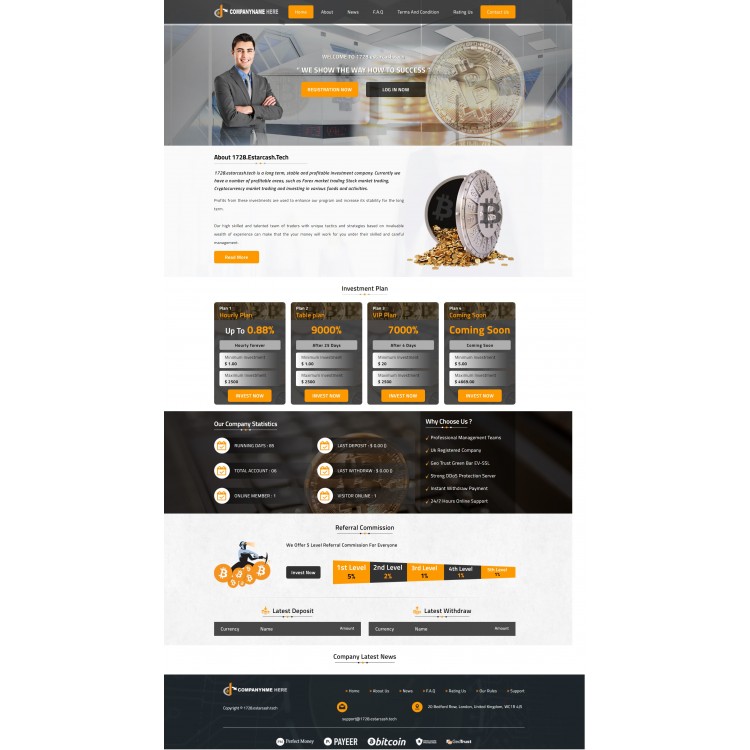 COMPANYNAME HERE
Home About News F.A.Q Terms And Condition Rating Us Contact Us
WELCOME TO 1728.estarcash.tech
" WE SHOW THE WAY HOW TO SUCCESS "
REGISTRATION NOW LOG IN NOW
About 1728.Estarcash.Tech
1728.estarcash.tech is a long term, stable and profitable investment company. Currently we
have a number of profitable areas, such as Forex market trading Stock market trading,
Cryptocurrency market trading and investing in various funds and activities.
Profits from these investments are used to enhance our program and increase its stability for the long
term.
Our high skilled and talented team of traders with unique tactics and strategies based on invaluable
wealth of experience can make that the your money will work for you under their skilled and careful
management .
Read More
Investment Plan
Plan 1
Hourly Plan
Up To 0.88%
Hourly Forever
Minimum Investment
$ 1.00
Maximum Investment
$ 2500
INVEST NOW
Plan 2
Table plan
9000%
After 25 Days
Minimum Investment
$ 1.00
Maximum Investment
$ 2500
INVEST NOW
Plan 3
VIP Plan
7000%
After 4 Days
Minimum Investment
$ 20
Maximum Investment
$ 2500
INVEST NOW
Plan 4
Coming Soon
Coming Soon
Coming Soon
Minimum Investment
$ 5.00
Maximum Investment
$ 4669.00
INVEST NOW
Our Company Statistics
RUNNING DAYS : 65 LAST DEPOSIT : $ 0.00 ()
TOTAL ACCOUNT : 06 LAST WITHDRAW : $ 0.00 ()
ONLINE MEMBER : 1 VISITOR ONLINE : 1
Why Choose Us ?
Professional Management Teams
Uk Registered Company
Geo Trust Green Bar EV-SSL
Strong DDoS Protection Server
Instant Withdraw Payment
24/7 Hours Online Support
Referral Commission
We Offer 5 Level Referral Commission For Everyone
Invest Now
1st Level 2nd Level 3rd Level 4th Level 5th Level
5% 2% 1% 1% 1%
Latest Deposit
Currency Name Amount
Latest Withdraw
Currency Name Amount
Company Latest News
COMPANYNME HERE
Home About Us News F.A.Q Rating Us Our Rules Support
Copyright © 1728.estarcash.tech
support@1728.estarcash.tech
20 Bedford Row, London, United Kingdom, WC1R 4JS
Perfect Money PAYEER bitcoin GeoTrust